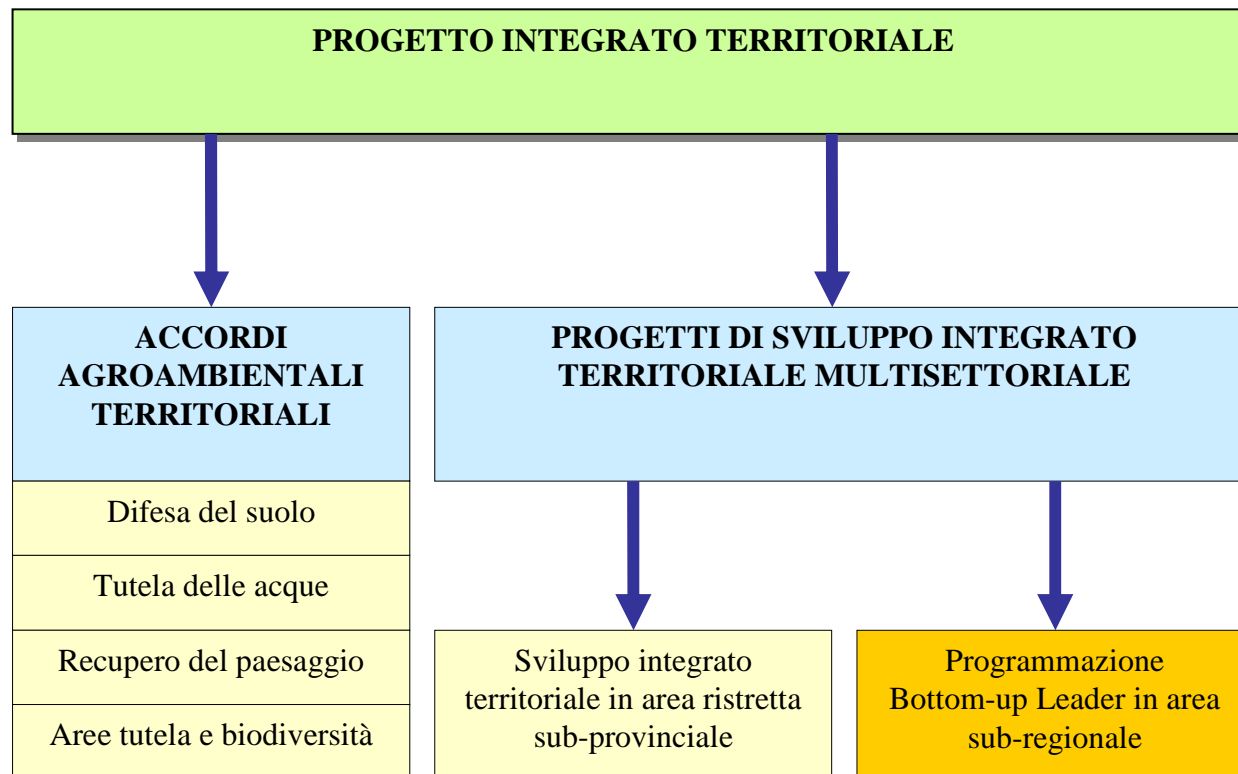 PROGETTO INTEGRATO TERRITORIALE
ACCORDI
AGROAMBIENTALI
TERRITORIALI
Difesa del suolo
Tutela delle acque
Recupero del paesaggio
Aree tutela e biodiversità
PROGETTI DI SVILUPPO INTEGRATO
TERRITORIALE MULTISETTORIALE
Sviluppo integrato
territoriale in area ristretta
sub-provinciale
Programmazione
Bottom-up Leader in area
sub-regionale